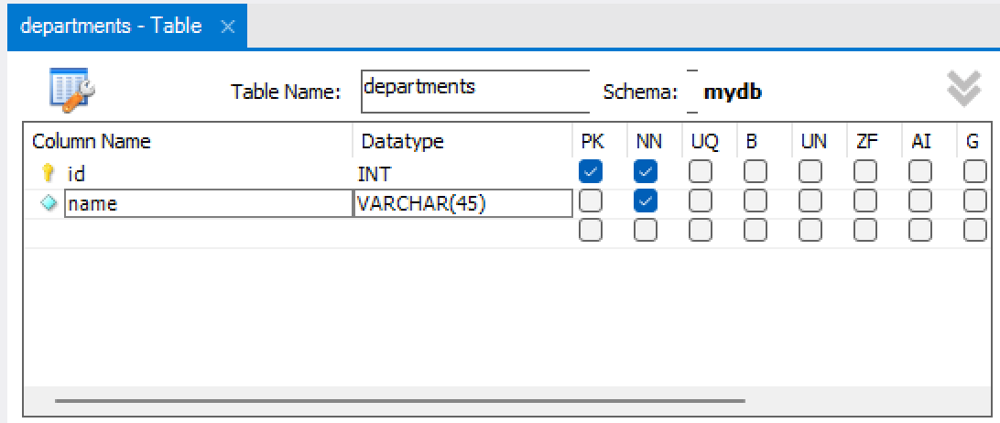 departments - Table
Table Name: departments Schema: mydb
Column Name Datatype PK NN UQ B UN ZF AI G
id INT
name VARCHAR(45)